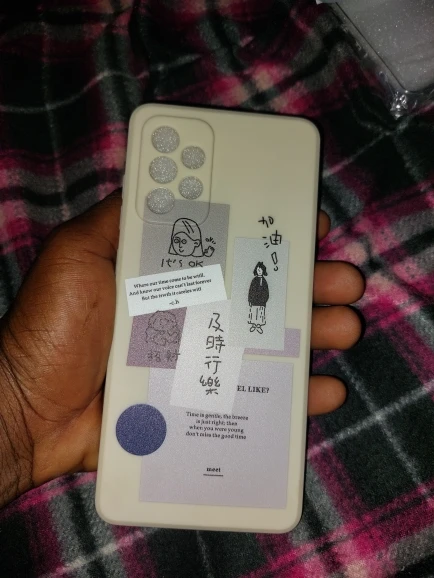 加
油!
It's OK
Where our time come to be well,
And know our voice can't last forever
But the truth it carries will
及
時
行
樂
EL LIKE?
Time is gentle, the breeze
is just right; then
when you were young
don't miss the good time
meet